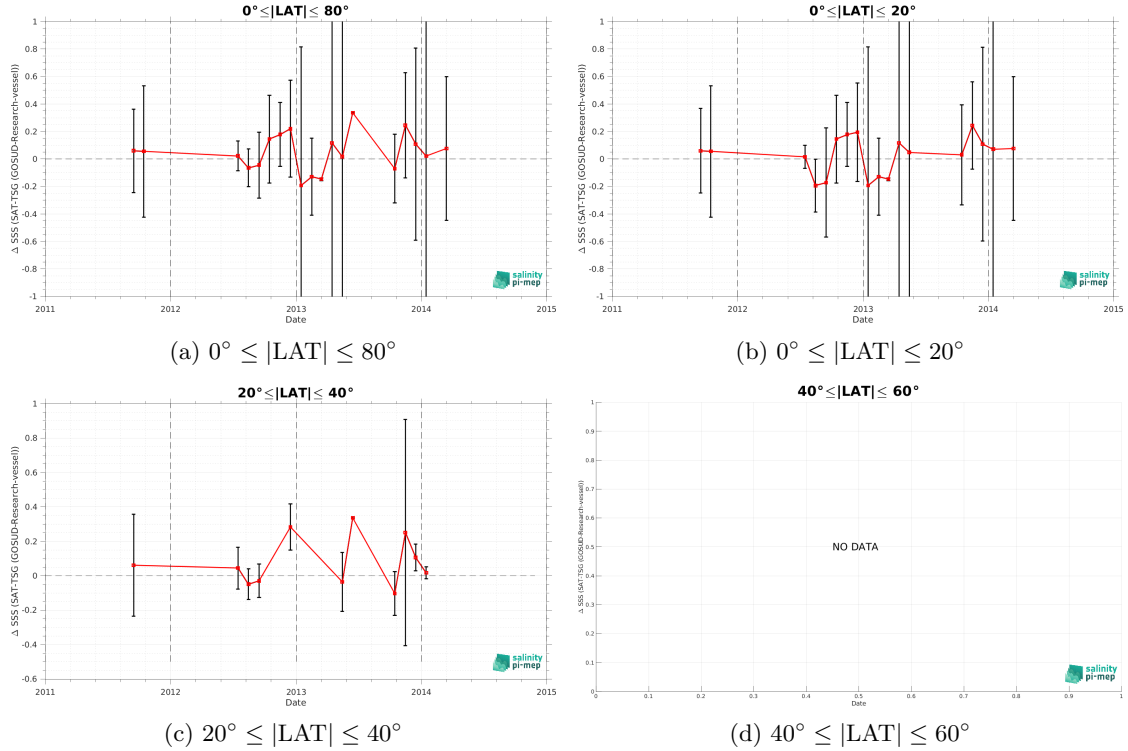 0°≤|LAT|≤ 80°
Δ SSS (SAT-TSG (GOSUD-Research-vessel))
1
0.8
0.6
0.4
0.2
0
-0.2
-0.4
-0.6
-0.8
-1
2011 2012 2013 2014 2015
Date
salinity
pi-mep
(a) 0° ≤ |LAT| ≤ 80°
0°≤|LAT|≤ 20°
Δ SSS (SAT-TSG (GOSUD-Research-vessel))
1
0.8
0.6
0.4
0.2
0
-0.2
-0.4
-0.6
-0.8
-1
2011 2012 2013 2014 2015
Date
salinity
pi-mep
(b) 0° ≤ |LAT| ≤ 20°
20°≤|LAT|≤ 40°
Δ SSS (SAT-TSG (GOSUD-Research-vessel))
1
0.8
0.6
0.4
0.2
0
-0.2
-0.4
-0.6
2011 2012 2013 2014 2015
Date
salinity
pi-mep
(c) 20° ≤ |LAT| ≤ 40°
40°≤|LAT|≤ 60°
Δ SSS (SAT-TSG (GOSUD-Research-vessel))
1
0.9
0.8
0.7
0.6
0.5
0.4
0.3
0.2
0.1
0
NO DATA
0 0.1 0.2 0.3 0.4 0.5 0.6 0.7 0.8 0.9 1
Date
salinity
pi-mep
(d) 40° ≤ |LAT| ≤ 60°